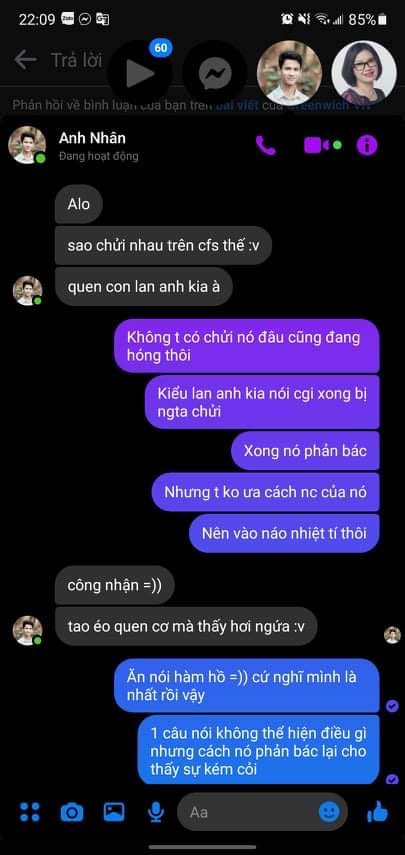 22:09
Zalo
85%
60
Trả lời
Phản hồi về bình luận của bạn trên bài viết của Greenwich Việt
Anh Nhân
Đang hoạt động
Alo
sao chửi nhau trên cfs thế :v
quen con lan anh kia à
Không t có chửi nó đâu cũng đang
hóng thôi
Kiểu lan anh kia nói cgi xong bị
ngta chửi
Xong nó phản bác
Nhưng t ko ưa cách nc của nó
Nên vào náo nhiệt tí thôi
công nhận =))
tao éo quen cơ mà thấy hơi ngứa :v
Ăn nói hàm hồ =)) cứ nghĩ mình là
nhất rồi vậy
1 câu nói không thể hiện điều gì
nhưng cách nó phản bác lại cho
thấy sự kém cỏi
Aa